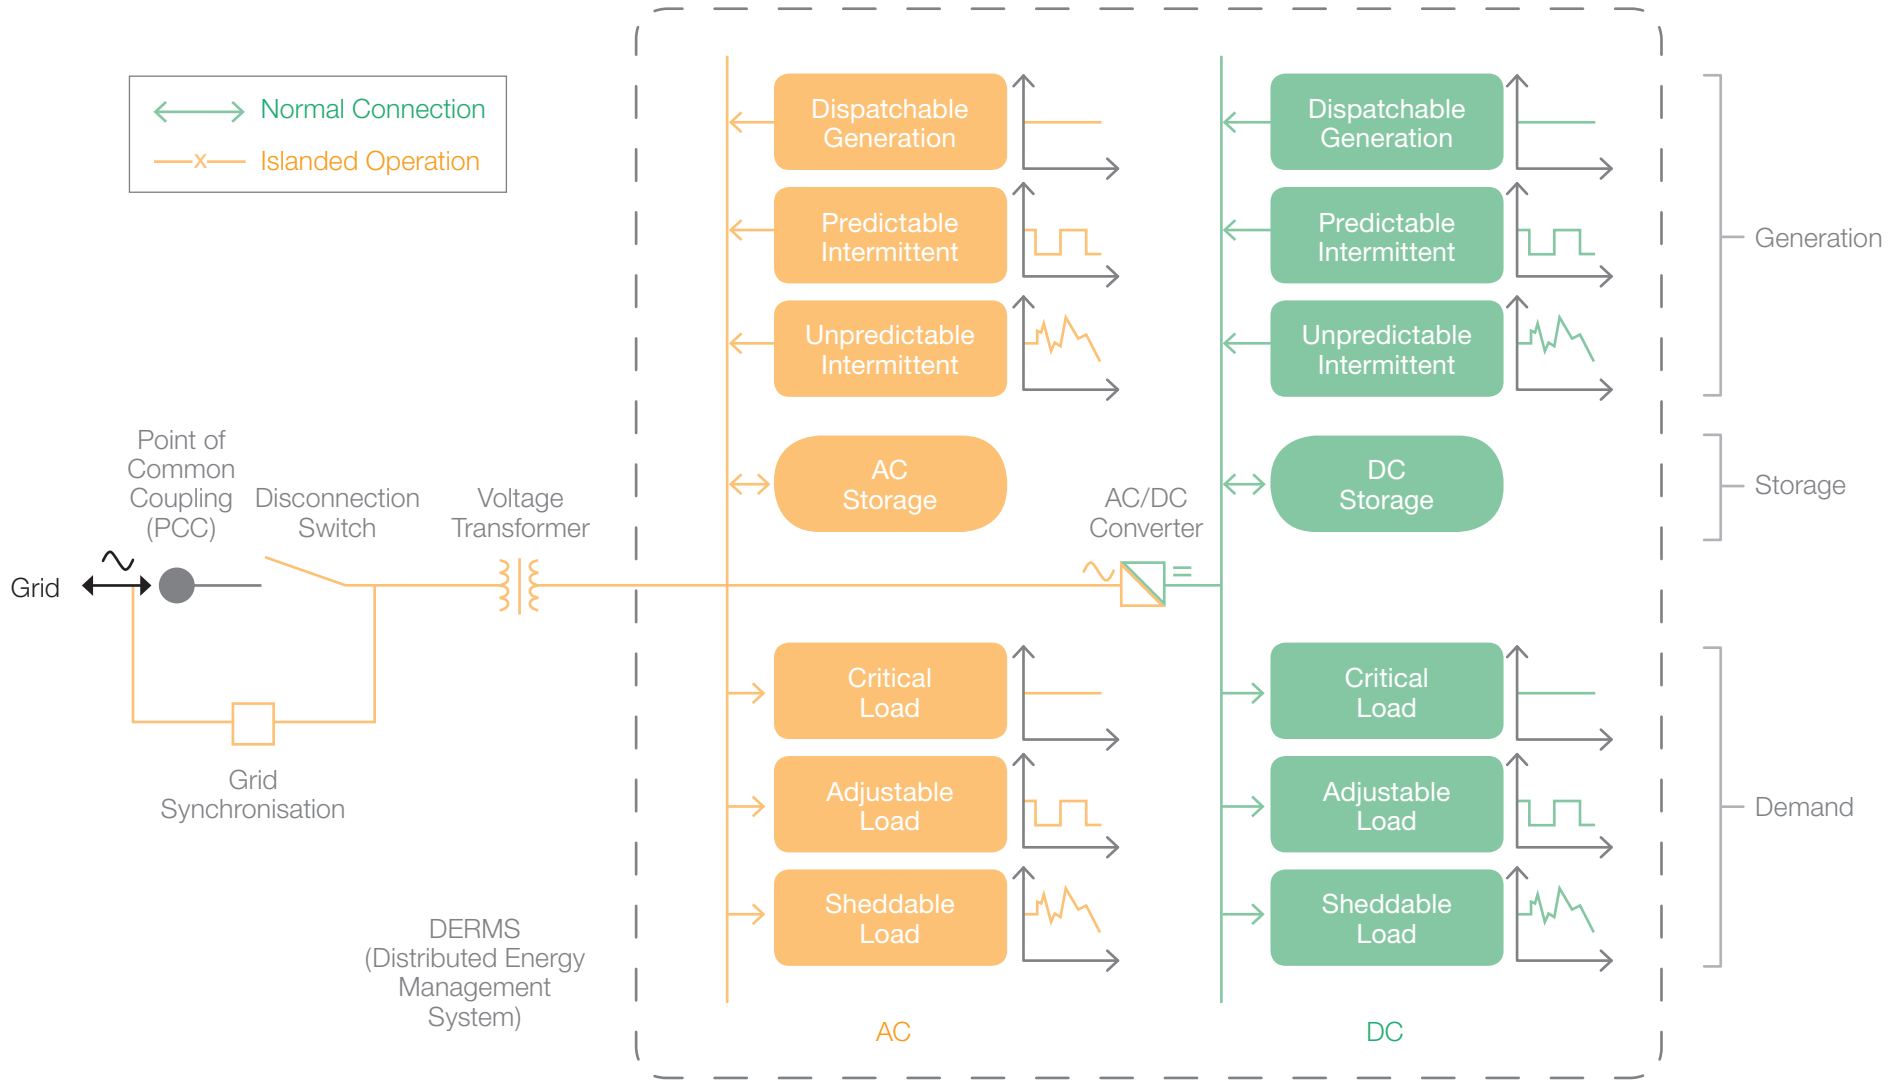 Normal Connection
x
Islanded Operation
Dispatchable
Generation
Predictable
Intermittent
Unpredictable
Intermittent
AC
Storage
Critical
Load
Adjustable
Load
Sheddable
Load
AC
Dispatchable
Generation
Predictable
Intermittent
Unpredictable
Intermittent
DC
Storage
Critical
Load
Adjustable
Load
Sheddable
Load
DC
Generation
Storage
Demand
Grid
Point of
Common
Coupling
(PCC)
Disconnection
Switch
Voltage
Transformer
AC/DC
Converter
=
Grid
Synchronisation
DERMS
(Distributed Energy
Management
System)